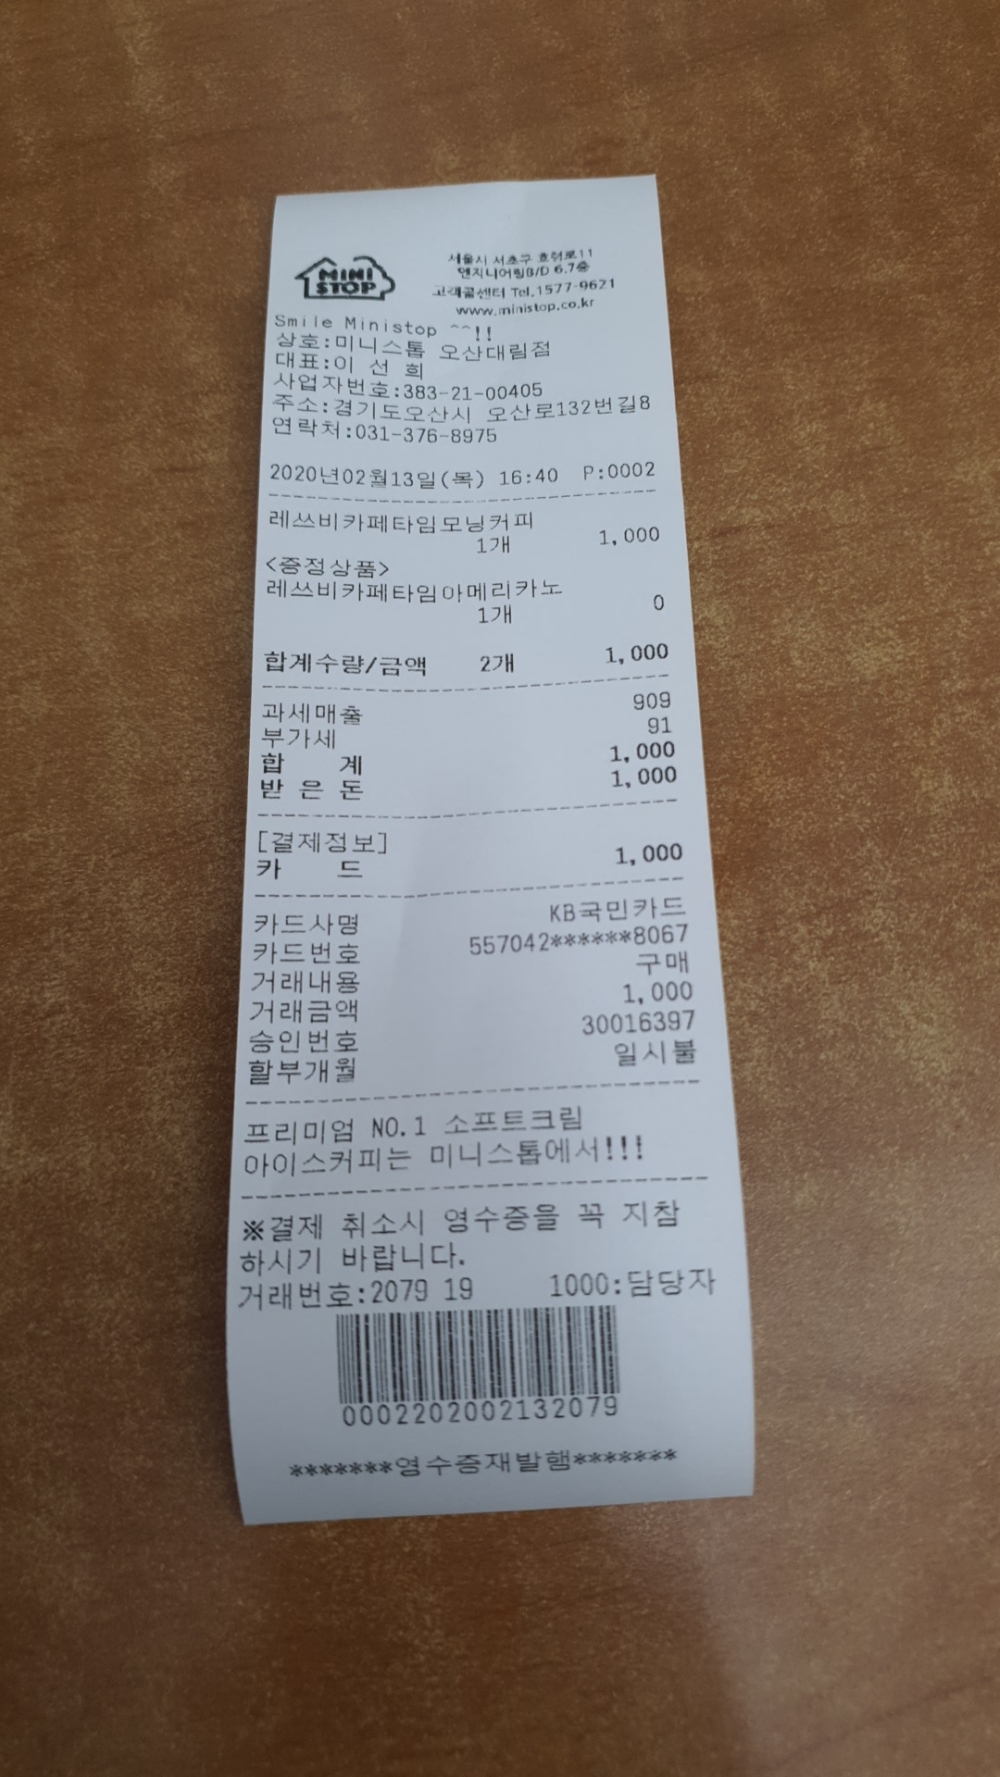 MINI STOP
서울시 서초구 효령로11
엔지니어링B/D 6.7층
고객콜센터 Tel.1577-9621
www.ministop.co.kr
Smile Ministop ^^!!
상호:미니스톱 오산대림점
대표:이 선 희
사업자번호:383-21-00405
주소:경기도오산시 오산로132번길8
연락처:031-376-8975
2020년02월13일(목) 16:40 P:0002
레쓰비카페타임모닝커피
1개 1,000
<증정상품>
레쓰비카페타임아메리카노
1개 0
합계수량/금액 2개 1,000
과세매출 909
부가세 91
합 계 1,000
받 은 돈 1,000
[결제정보]
카 드 1,000
카드사명 KB국민카드
카드번호 557042******8067
거래내용 구매
거래금액 1,000
승인번호 30016397
할부개월 일시불
프리미엄 NO.1 소프트크림
아이스커피는 미니스톱에서!!!
※결제 취소시 영수증을 꼭 지참
하시기 바랍니다.
거래번호:2079 19 1000:담당자
0002202002132079
*******영수증재발행*******